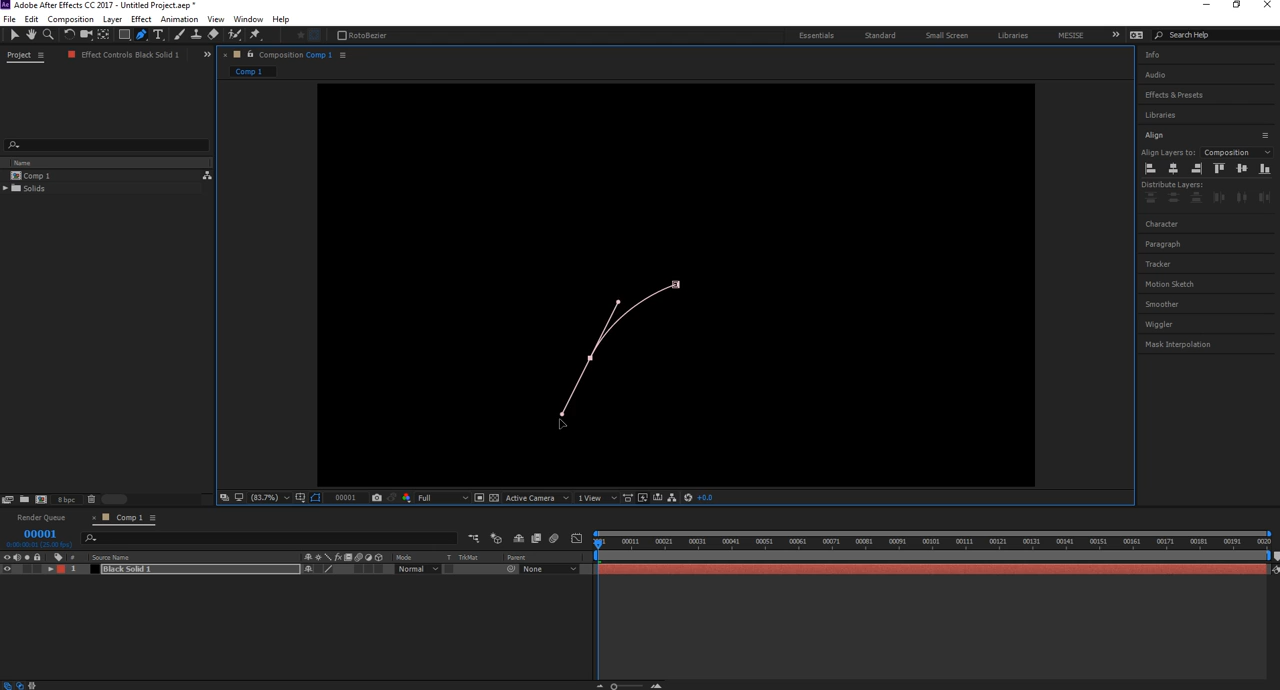 Adobe After Effects CC 2017 - Untitled Project.aep *
File Edit Composition Layer Effect Animation View Window Help
RotoBezier Essentials Standard Small Screen Libraries MESISE Search Help
Project Effect Controls Black Solid 1 Composition Comp 1
Comp 1
Name
Comp 1
Solids
Info
Audio
Effects & Presets
Libraries
Align
Align Layers to: Composition
Distribute Layers:
Character
Paragraph
Tracker
Motion Sketch
Smoother
Wiggler
Mask Interpolation
8 bpc (83.7%) 00001 Full Active Camera 1 View +0.0
Render Queue Comp 1
00001
00011 00021 00031 00041 00051 00061 00071 00081 00091 00101 00111 00121 00131 00141 00151 00161 00171 00181 00191 0020
# Source Name Mode T TrkMat Parent
1 Black Solid 1 Normal None